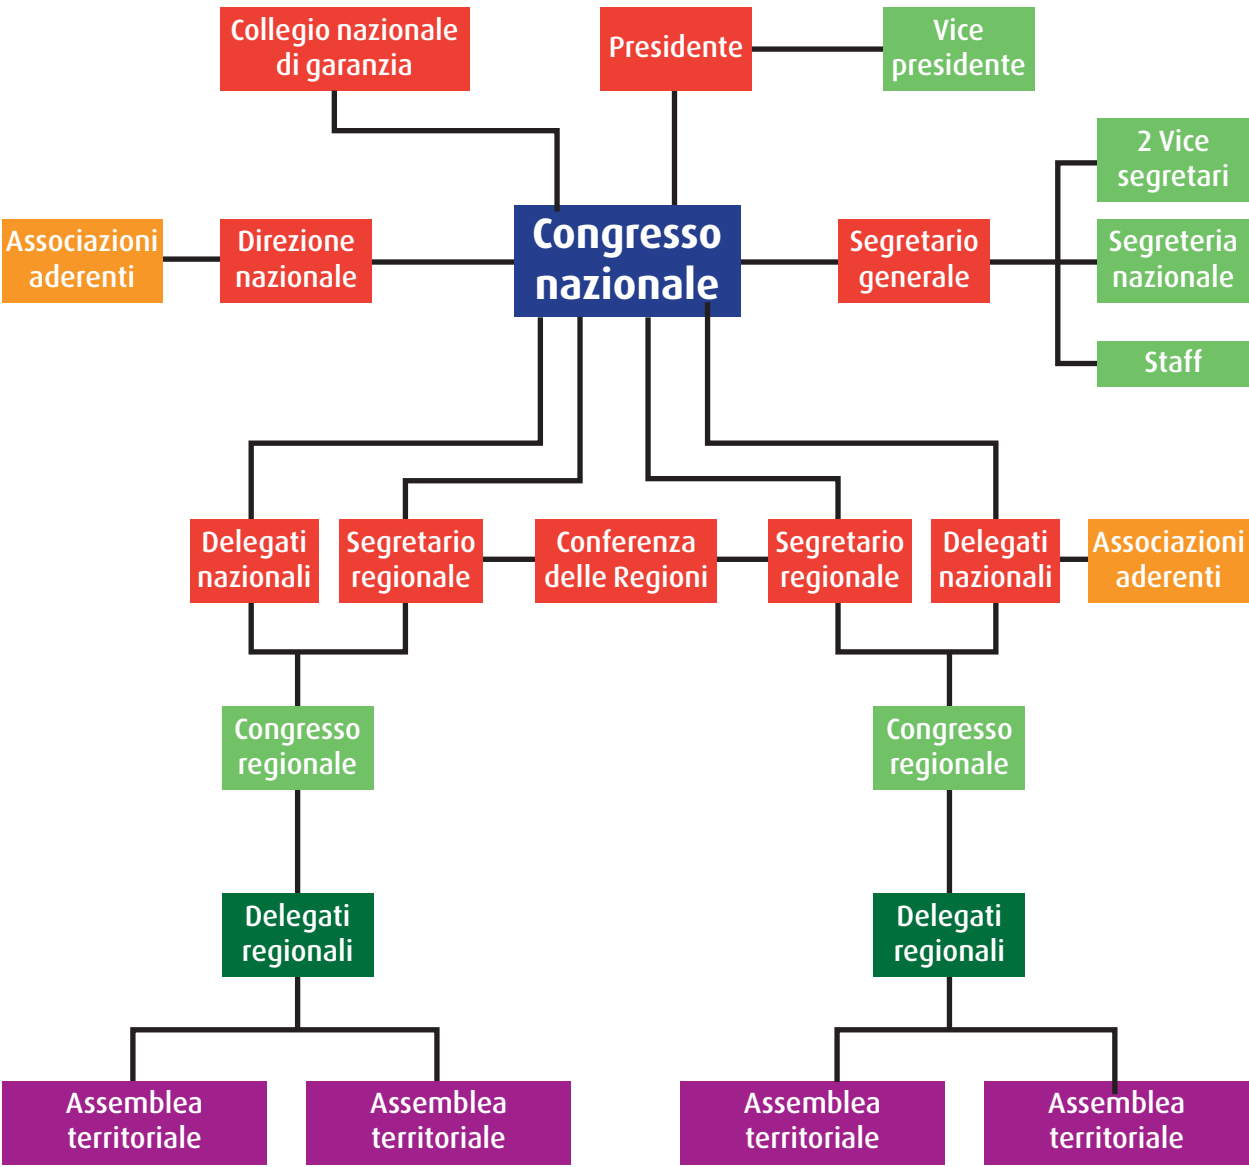 Collegio nazionale
di garanzia
Presidente
Vice
presidente
2 Vice
segretari
Associazioni
aderenti
Direzione
nazionale
Congresso
nazionale
Segretario
generale
Segreteria
nazionale
Staff
Delegati
nazionali
Segretario
regionale
Conferenza
delle Regioni
Segretario
regionale
Delegati
nazionali
Associazioni
aderenti
Congresso
regionale
Congresso
regionale
Delegati
regionali
Delegati
regionali
Assemblea
territoriale
Assemblea
territoriale
Assemblea
territoriale
Assemblea
territoriale